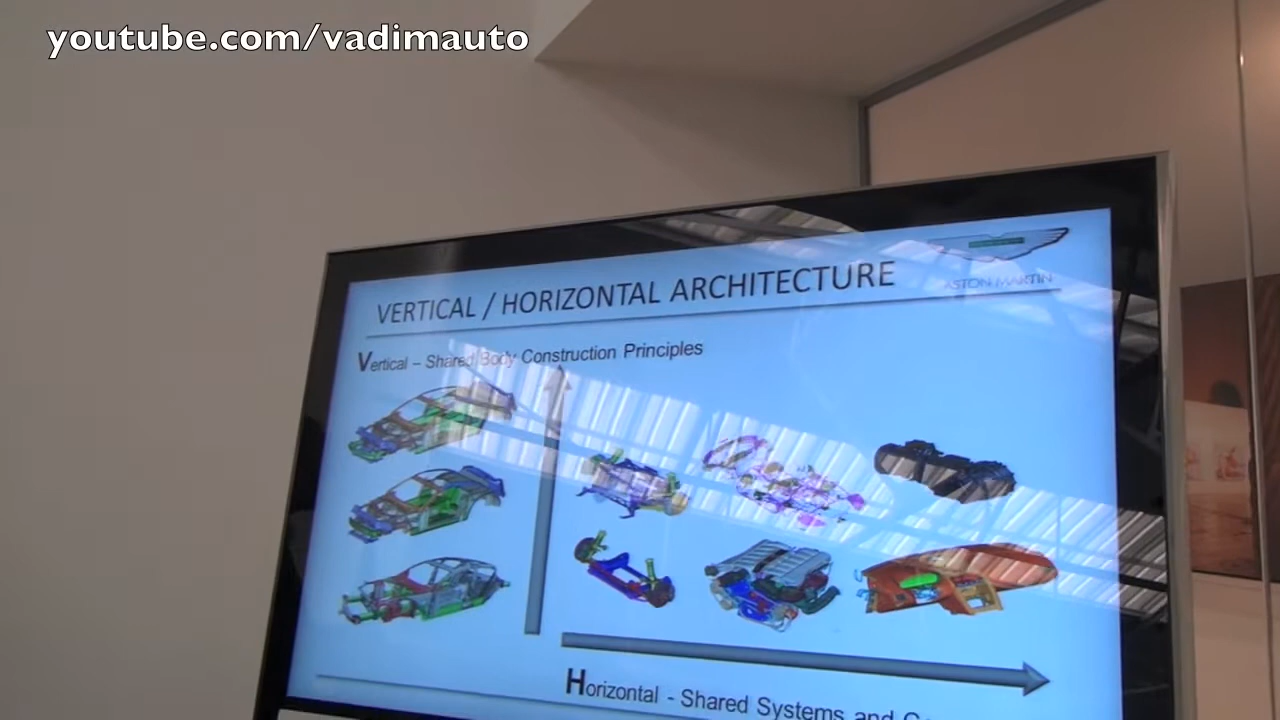 youtube.com/vadimauto
VERTICAL / HORIZONTAL ARCHITECTURE
ASTON MARTIN
Vertical – Shared Body Construction Principles
Horizontal - Shared Systems and